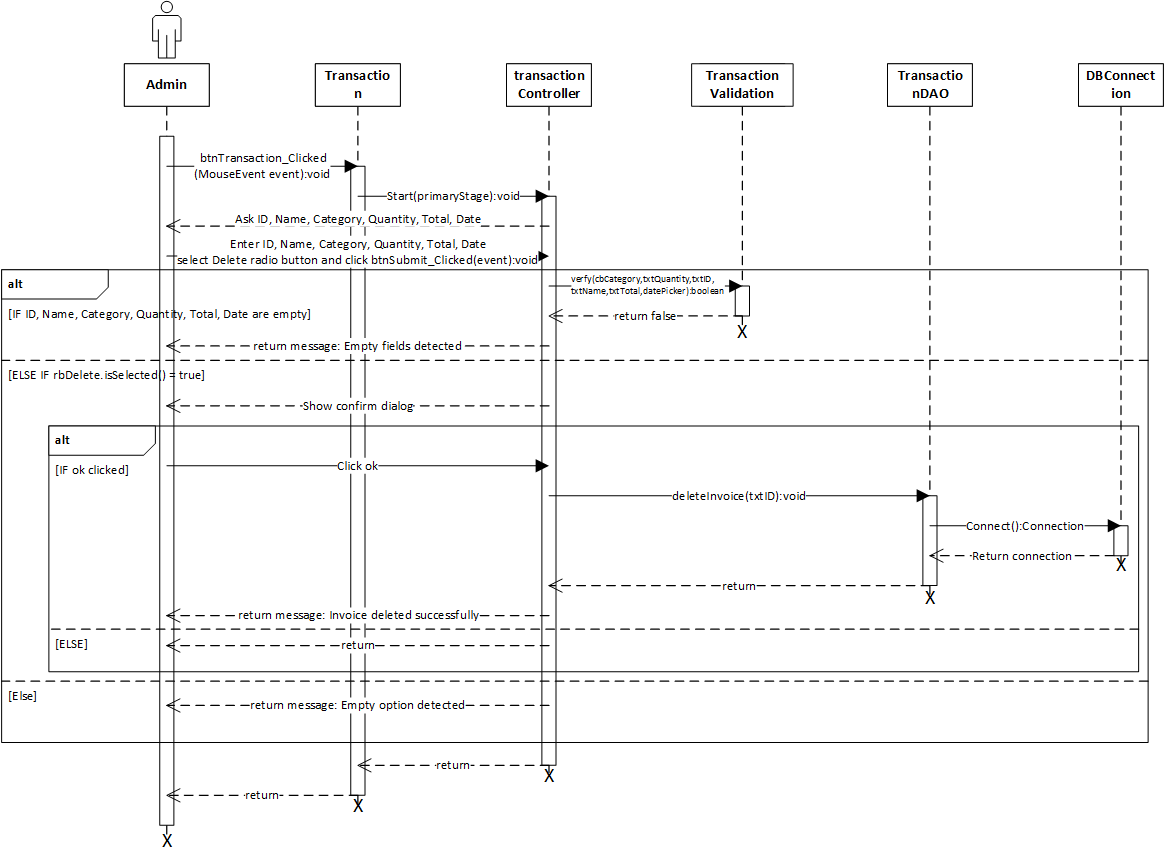 Admin
Transactio
n
transaction
Controller
Transaction
Validation
Transactio
nDAO
DBConnect
ion
btnTransaction_Clicked
(MouseEvent event):void
Start(primaryStage):void
Ask ID, Name, Category, Quantity, Total, Date
Enter ID, Name, Category, Quantity, Total, Date
select Delete radio button and click btnSubmit_Clicked(event):void
alt
verfy(cbCategory,txtQuantity,txtID,
txtName,txtTotal,datePicker):boolean
[IF ID, Name, Category, Quantity, Total, Date are empty]
return false
X
return message: Empty fields detected
[ELSE IF rbDelete.isSelected() = true]
Show confirm dialog
alt
[IF ok clicked]
Click ok
deleteInvoice(txtID):void
Connect():Connection
Return connection
X
return
X
return message: Invoice deleted successfully
[ELSE]
return
[Else]
return message: Empty option detected
return
X
return
X
X